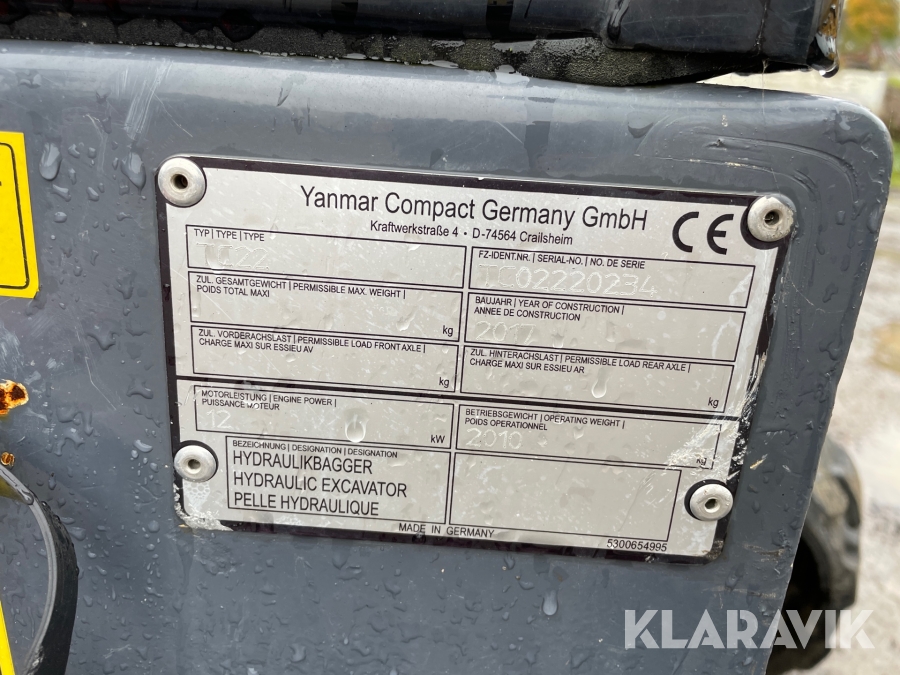 Yanmar Compact Germany GmbH
Kraftwerkstraße 4 • D-74564 Crailsheim
CE
TYP | TYPE | TYPE
TC22
FZ-IDENT.NR. | SERIAL-NO. | NO. DE SERIE
TC02220234
ZUL. GESAMTGEWICHT | PERMISSIBLE MAX. WEIGHT |
POIDS TOTAL MAXI
kg
BAUJAHR | YEAR OF CONSTRUCTION |
ANNEE DE CONSTRUCTION
2017
ZUL. VORDERACHSLAST | PERMISSIBLE LOAD FRONT AXLE |
CHARGE MAXI SUR ESSIEU AV
kg
ZUL. HINTERACHSLAST | PERMISSIBLE LOAD REAR AXLE |
CHARGE MAXI SUR ESSIEU AR
kg
MOTORLEISTUNG | ENGINE POWER |
PUISSANCE MOTEUR
kW
BETRIEBSGEWICHT | OPERATING WEIGHT |
POIDS OPERATIONNEL
2010
kg
BEZEICHNUNG | DESIGNATION | DESIGNATION
HYDRAULIKBAGGER
HYDRAULIC EXCAVATOR
PELLE HYDRAULIQUE
MADE IN GERMANY
5300654995
KLARAVIK